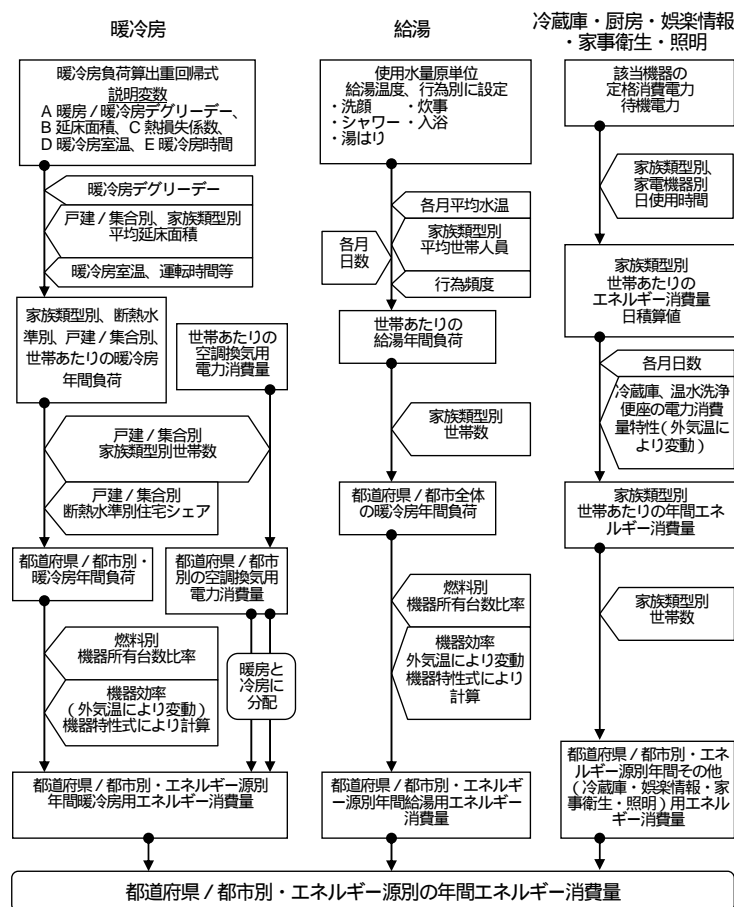 暖冷房
暖冷房負荷算出重回帰式
説明変数
A 暖房/暖冷房デグリーデー、
B 延床面積、C 熱損失係数、
D 暖冷房室温、E 暖冷房時間
暖冷房デグリーデー
戸建/集合別、家族類型別
平均延床面積
暖冷房室温、運転時間等
家族類型別、断熱水
準別、戸建/集合別、
世帯あたりの暖冷房
年間負荷
世帯あたりの
空調換気用
電力消費量
戸建/集合別
家族類型別世帯数
戸建/集合別
断熱水準別住宅シェア
都道府県/都市別・
暖冷房年間負荷
都道府県/都市
別の空調換気用
電力消費量
燃料別
機器所有台数比率
機器効率
(外気温により変動)
機器特性式により計算
暖房と
冷房に
分配
都道府県/都市別・エネルギー源別
年間暖冷房用エネルギー消費量
給湯
使用水量原単位
給湯温度、行為別に設定
・洗顔 ・炊事
・シャワー ・入浴
・湯はり
各月平均水温
各月
日数
家族類型別
平均世帯人員
行為頻度
世帯あたりの
給湯年間負荷
家族類型別
世帯数
都道府県/都市全体
の暖冷房年間負荷
燃料別
機器所有台数比率
機器効率
外気温により変動
機器特性式により
計算
都道府県/都市別・エネルギ
ー源別年間給湯用エネルギー
消費量
冷蔵庫・厨房・娯楽情報
・家事衛生・照明
該当機器の
定格消費電力
待機電力
家族類型別、
家電機器別
日使用時間
家族類型別
世帯あたりの
エネルギー消費量
日積算値
各月日数
冷蔵庫、温水洗浄
便座の電力消費
量特性(外気温に
より変動)
家族類型別
世帯あたりの年間エネ
ルギー消費量
家族類型別
世帯数
都道府県/都市別・エネ
ルギー源別年間その他
(冷蔵庫・娯楽情報・家
事衛生・照明)用エネル
ギー消費量
都道府県/都市別・エネルギー源別の年間エネルギー消費量